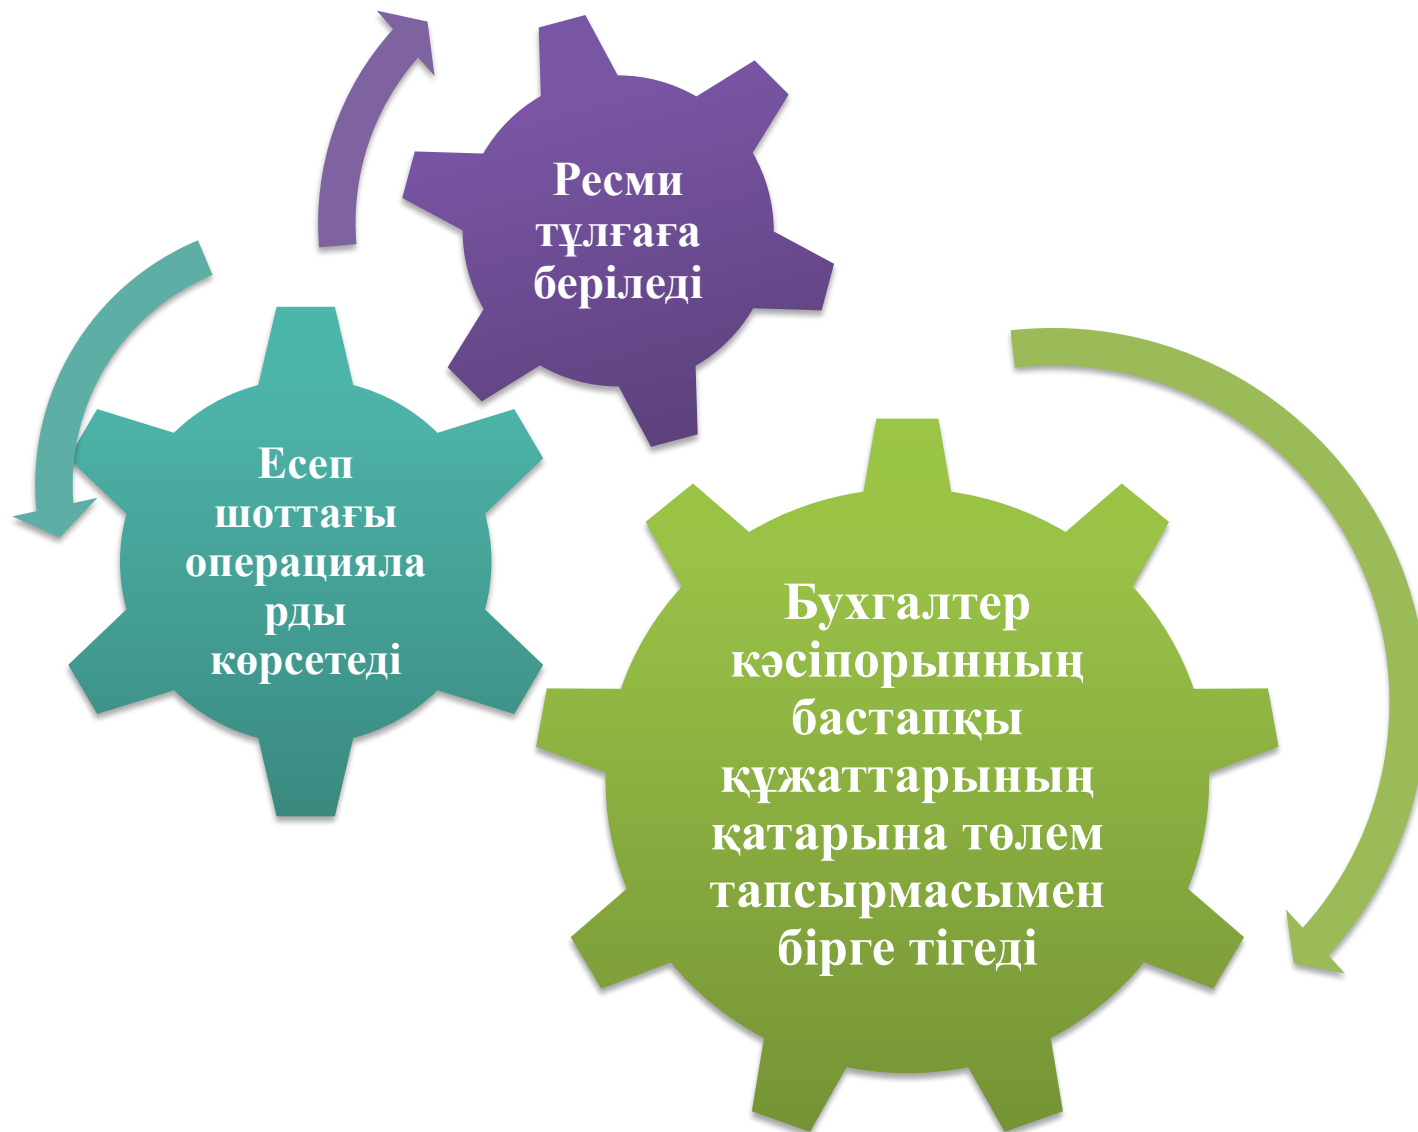 Ресми
тұлғаға
беріледі
Есеп
шоттағы
операцияла
рды
көрсетеді
Бухгалтер
кәсіпорынның
бастапқы
құжаттарының
қатарына төлем
тапсырмасымен
бірге тігеді